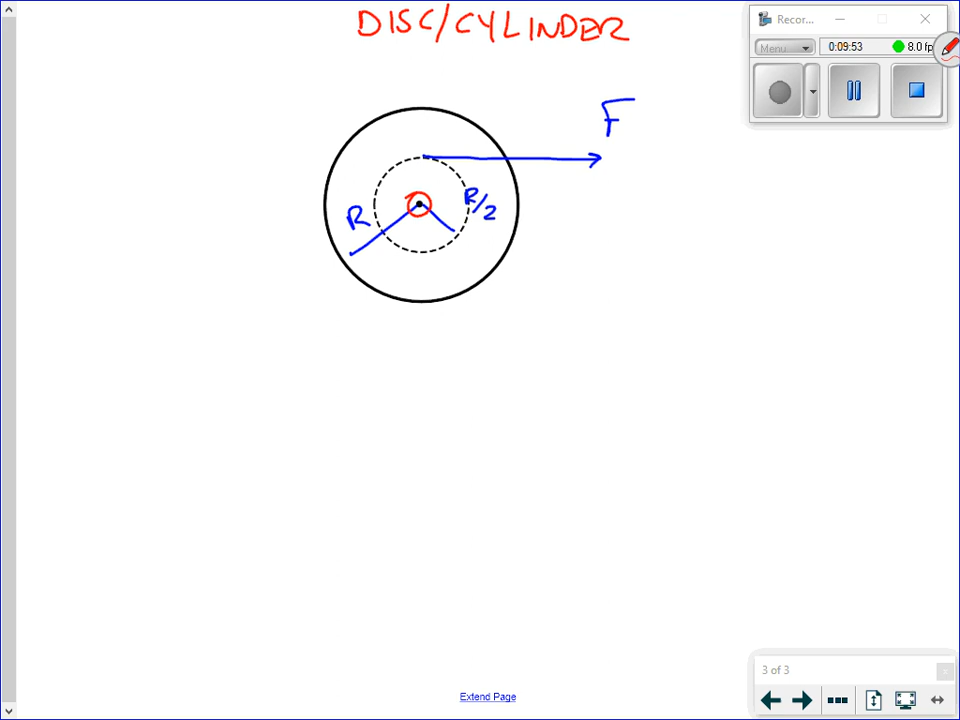 DISC/CYLINDER
Recor...
Menu
0:09:53
8.0 fp
F
R
R/2
3 of 3
Extend Page